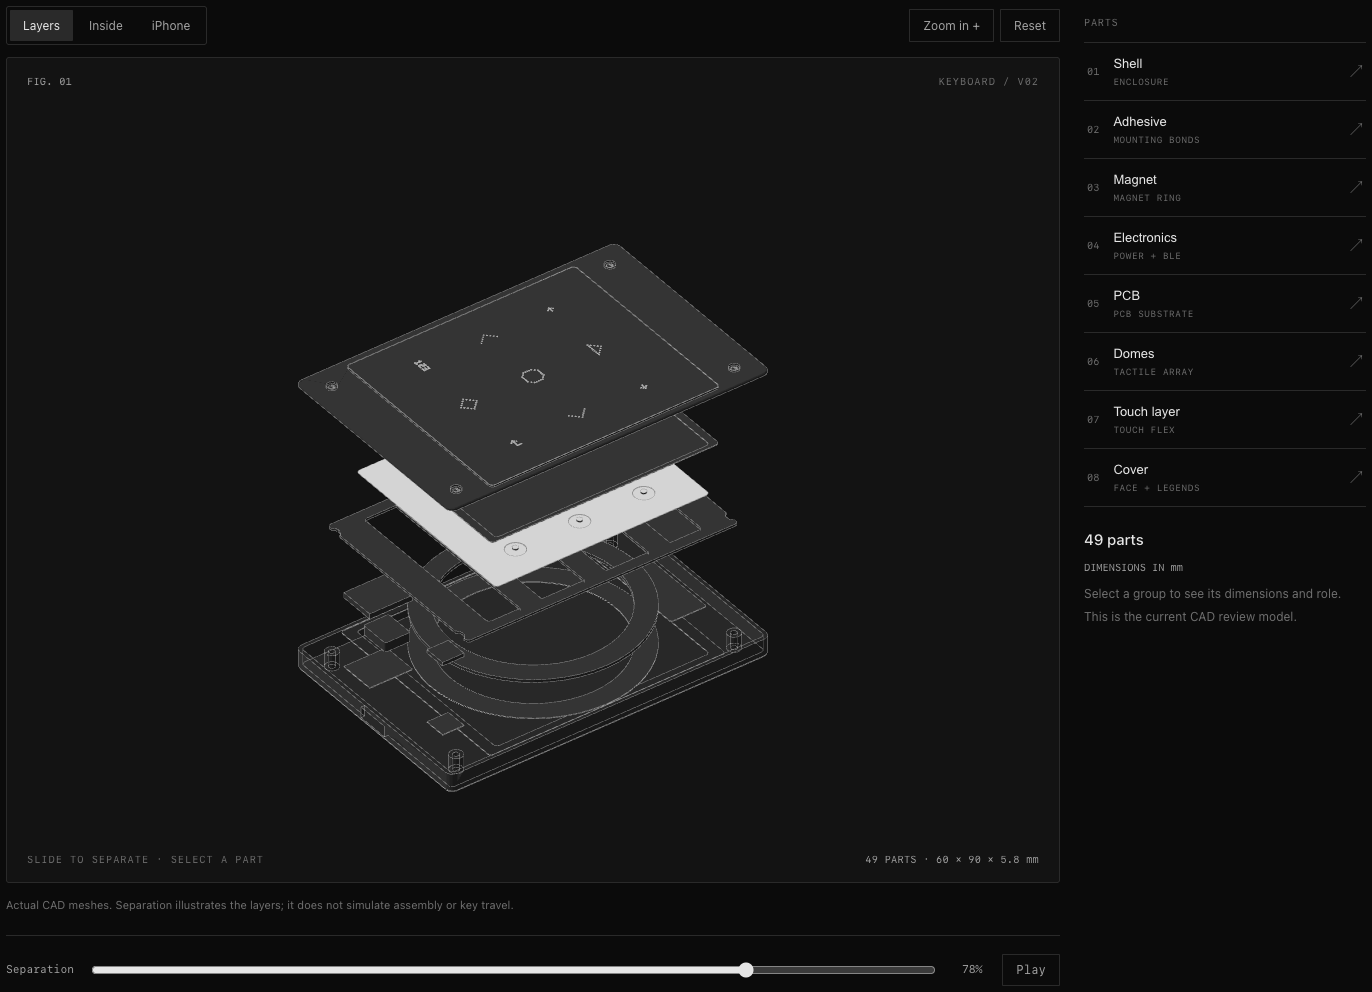 Layers
Inside
iPhone
Zoom in +
Reset
FIG. 01
KEYBOARD / V02
123
SLIDE TO SEPARATE · SELECT A PART
49 PARTS · 60 × 90 × 5.8 mm
Actual CAD meshes. Separation illustrates the layers; it does not simulate assembly or key travel.
Separation
78%
Play
PARTS
01
Shell
ENCLOSURE
02
Adhesive
MOUNTING BONDS
03
Magnet
MAGNET RING
04
Electronics
POWER + BLE
05
PCB
PCB SUBSTRATE
06
Domes
TACTILE ARRAY
07
Touch layer
TOUCH FLEX
08
Cover
FACE + LEGENDS
49 parts
DIMENSIONS IN mm
Select a group to see its dimensions and role.
This is the current CAD review model.